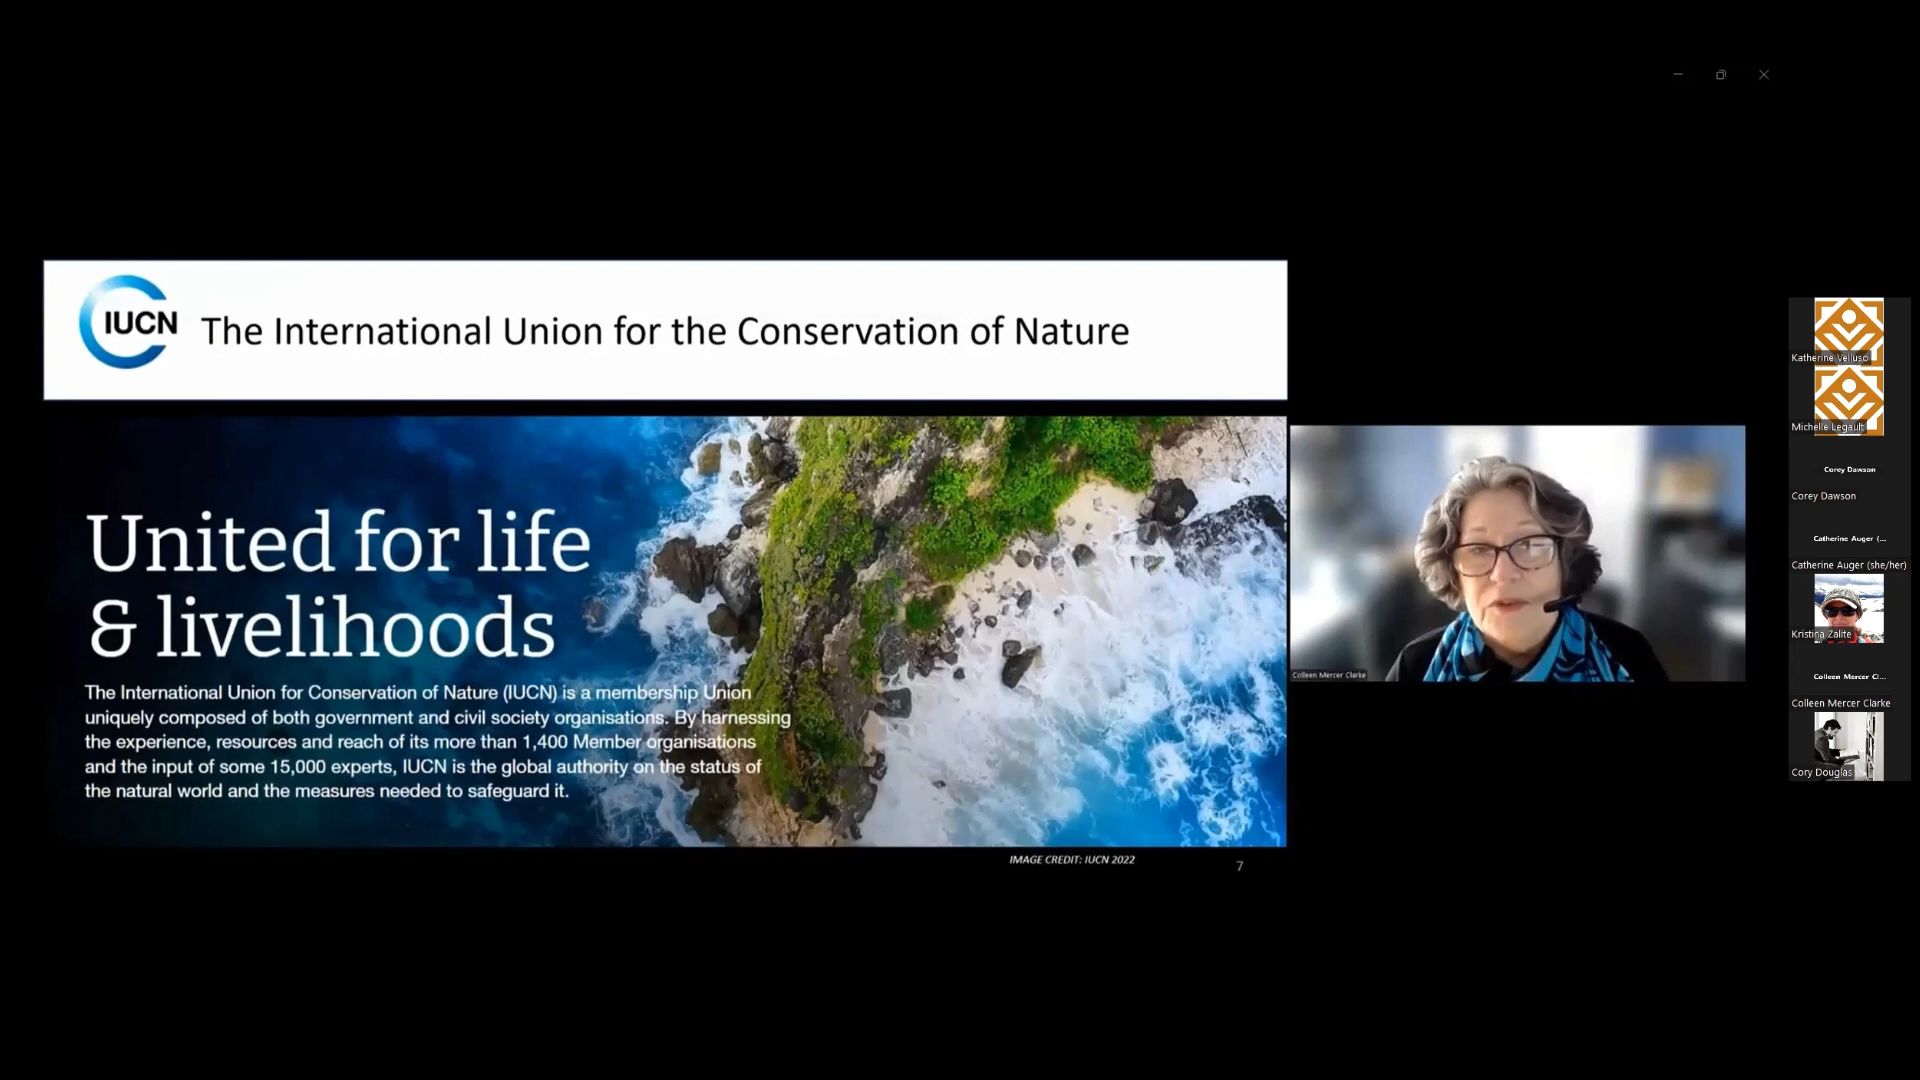 IUCN
The International Union for the Conservation of Nature
United for life
& livelihoods
The International Union for Conservation of Nature (IUCN) is a membership Union
uniquely composed of both government and civil society organisations. By harnessing
the experience, resources and reach of its more than 1,400 Member organisations
and the input of some 15,000 experts, IUCN is the global authority on the status of
the natural world and the measures needed to safeguard it.
IMAGE CREDIT: IUCN 2022
7
Colleen Mercer Clarke
Katherine Velluso
Michelle Legault
Corey Dawson
Corey Dawson
Catherine Auger (...
Catherine Auger (she/her)
Kristina Zalite
Colleen Mercer Cl...
Colleen Mercer Clarke
Cory Douglas